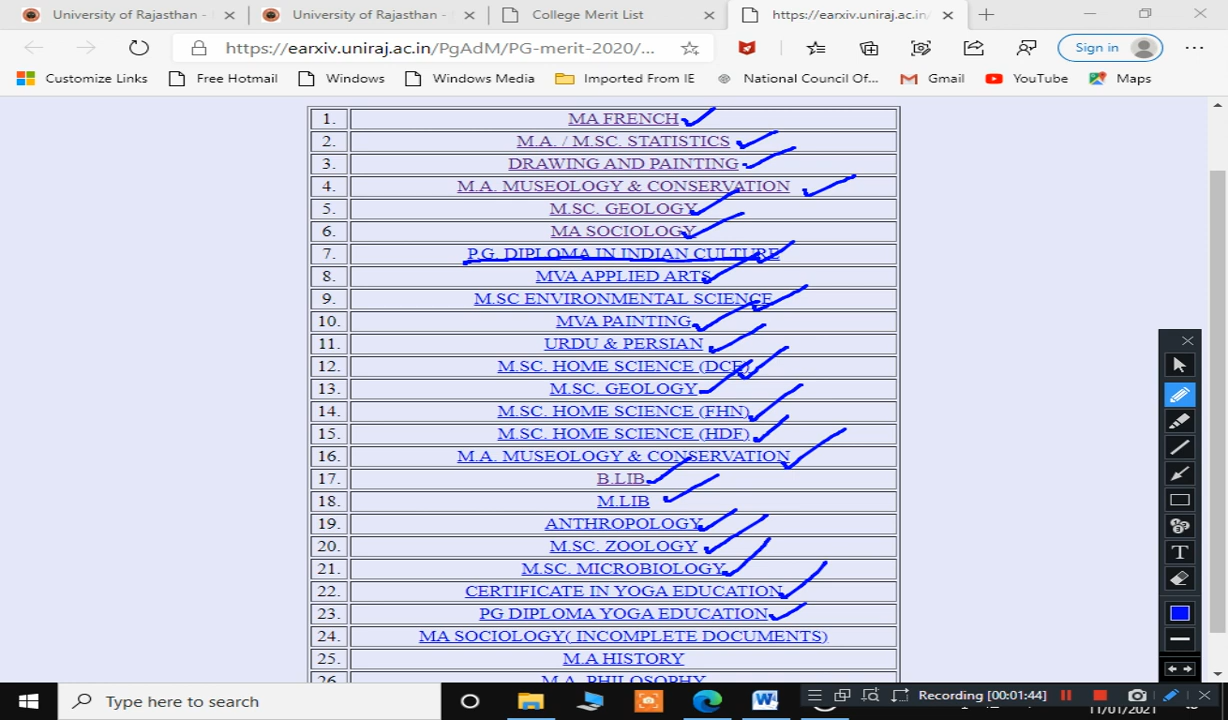 University of Rajasthan -
University of Rajasthan -
College Merit List
https://earxiv.uniraj.ac.in/
https://earxiv.uniraj.ac.in/PgAdM/PG-merit-2020/...
Sign in
Customize Links
Free Hotmail
Windows
Windows Media
Imported From IE
National Council Of...
Gmail
YouTube
Maps
1. MA FRENCH
2. M.A. / M.SC. STATISTICS
3. DRAWING AND PAINTING
4. M.A. MUSEOLOGY & CONSERVATION
5. M.SC. GEOLOGY
6. MA SOCIOLOGY
7. P.G. DIPLOMA IN INDIAN CULTURE
8. MVA APPLIED ARTS
9. M.SC ENVIRONMENTAL SCIENCE
10. MVA PAINTING
11. URDU & PERSIAN
12. M.SC. HOME SCIENCE (DCE)
13. M.SC. GEOLOGY
14. M.SC. HOME SCIENCE (FHN)
15. M.SC. HOME SCIENCE (HDF)
16. M.A. MUSEOLOGY & CONSERVATION
17. B.LIB
18. M.LIB
19. ANTHROPOLOGY
20. M.SC. ZOOLOGY
21. M.SC. MICROBIOLOGY
22. CERTIFICATE IN YOGA EDUCATION
23. PG DIPLOMA YOGA EDUCATION
24. MA SOCIOLOGY( INCOMPLETE DOCUMENTS)
25. M.A HISTORY
26. M.A. PHILOSOPHY
T
Type here to search
Recording [00:01:44]
11/01/2021